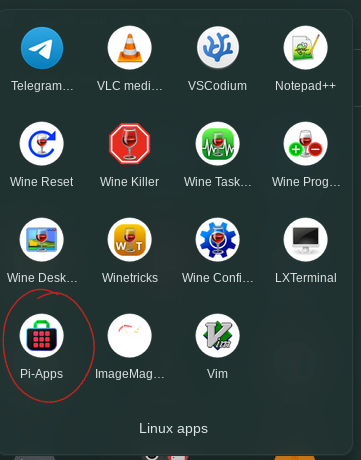 Telegram… VLC medi… VSCodium Notepad++
Wine Reset Wine Killer Wine Task… Wine Prog…
Wine Desk… Winetricks Wine Confi… LXTerminal
Pi-Apps ImageMag… Vim
Linux apps